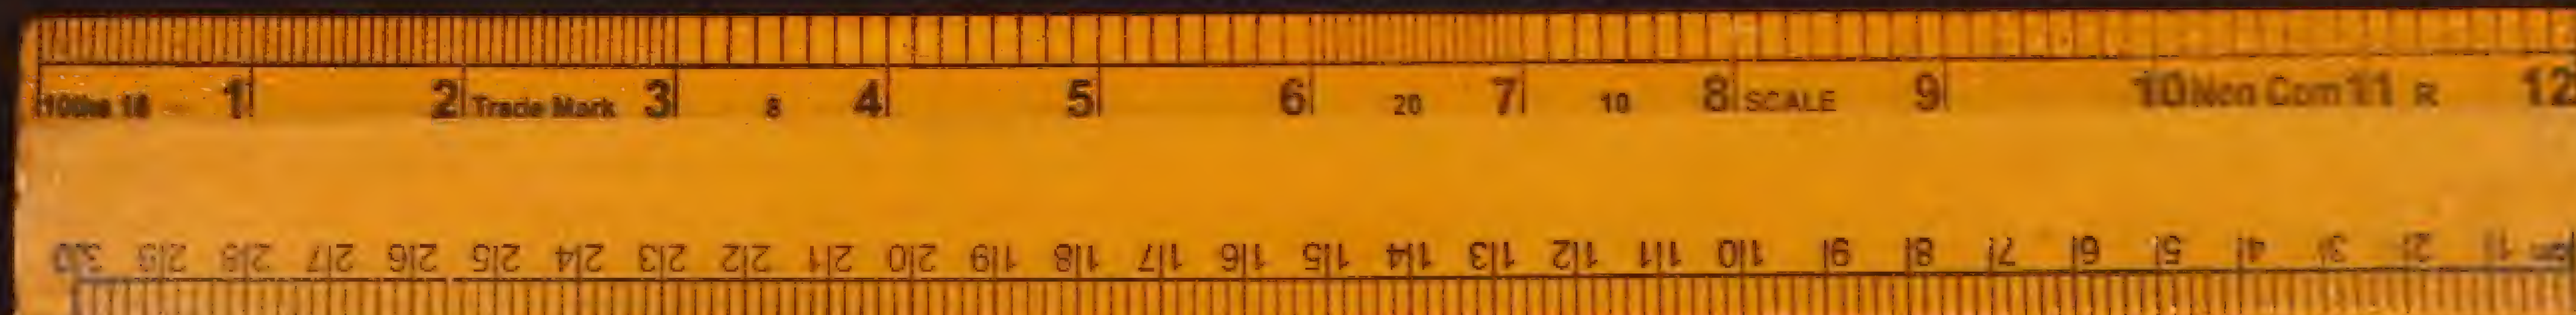 100ths 16 1 2 Trade Mark 3 8 4 5 6 20 7 10 8 SCALE 9 10 Non Com 11 R 12
30 29 28 27 26 25 24 23 22 21 20 19 18 17 16 15 14 13 12 11 10 9 8 7 6 5 4 3 2 1 cm